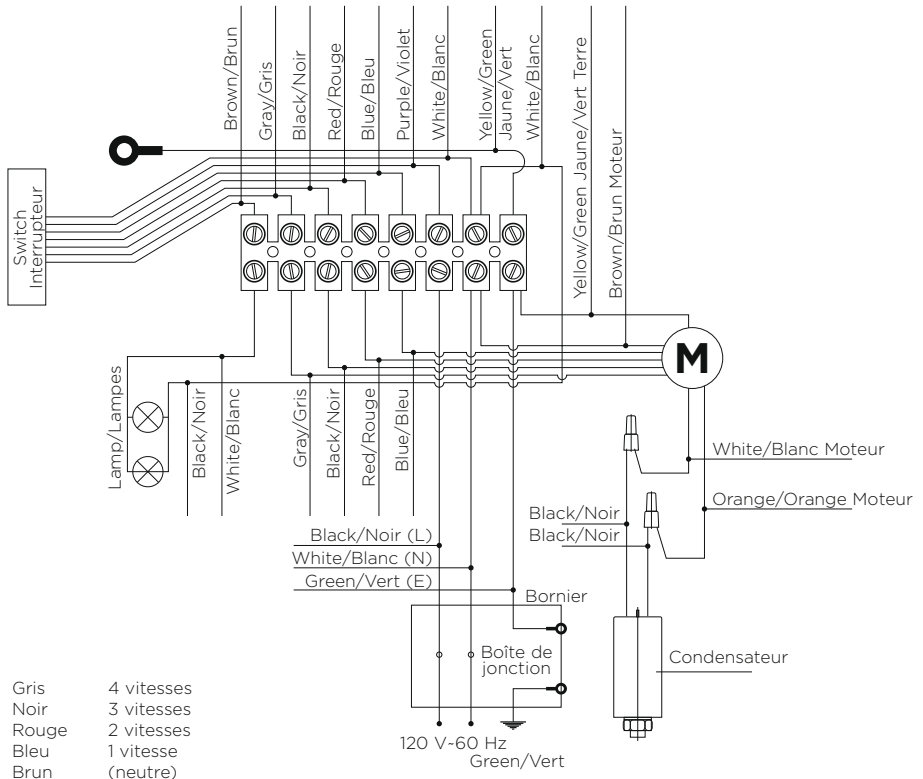 Brown/Brun
Gray/Gris
Black/Noir
Red/Rouge
Blue/Bleu
Purple/Violet
White/Blanc
Yellow/Green
Jaune/Vert
White/Blanc
Yellow/Green Jaune/Vert Terre
Brown/Brun Moteur
Switch
Interrupteur
M
Lamp/Lampes
Black/Noir
White/Blanc
Gray/Gris
Black/Noir
Red/Rouge
Blue/Bleu
White/Blanc Moteur
Orange/Orange Moteur
Black/Noir
Black/Noir
Black/Noir (L)
White/Blanc (N)
Green/Vert (E)
Bornier
Boîte de
jonction
Condensateur
120 V~60 Hz
Green/Vert
Gris 4 vitesses
Noir 3 vitesses
Rouge 2 vitesses
Bleu 1 vitesse
Brun (neutre)